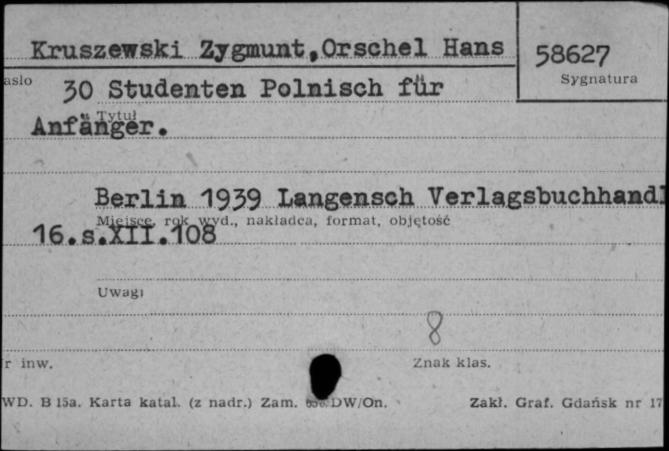 Kruszewski Zygmunt,Orschel Hans
58627
asło
Sygnatura
30 Studenten Polnisch für
Tytuł
Anfänger.
Berlin 1939 Langensch Verlagsbuchhandl
Miejsce, rok wyd., nakładca, format, objętość
16.s.XII.108
Uwagi
8
r inw.
Znak klas.
WD. B 15a. Karta katal. (z nadr.) Zam. DW/On.
Zakł. Graf. Gdańsk nr 17